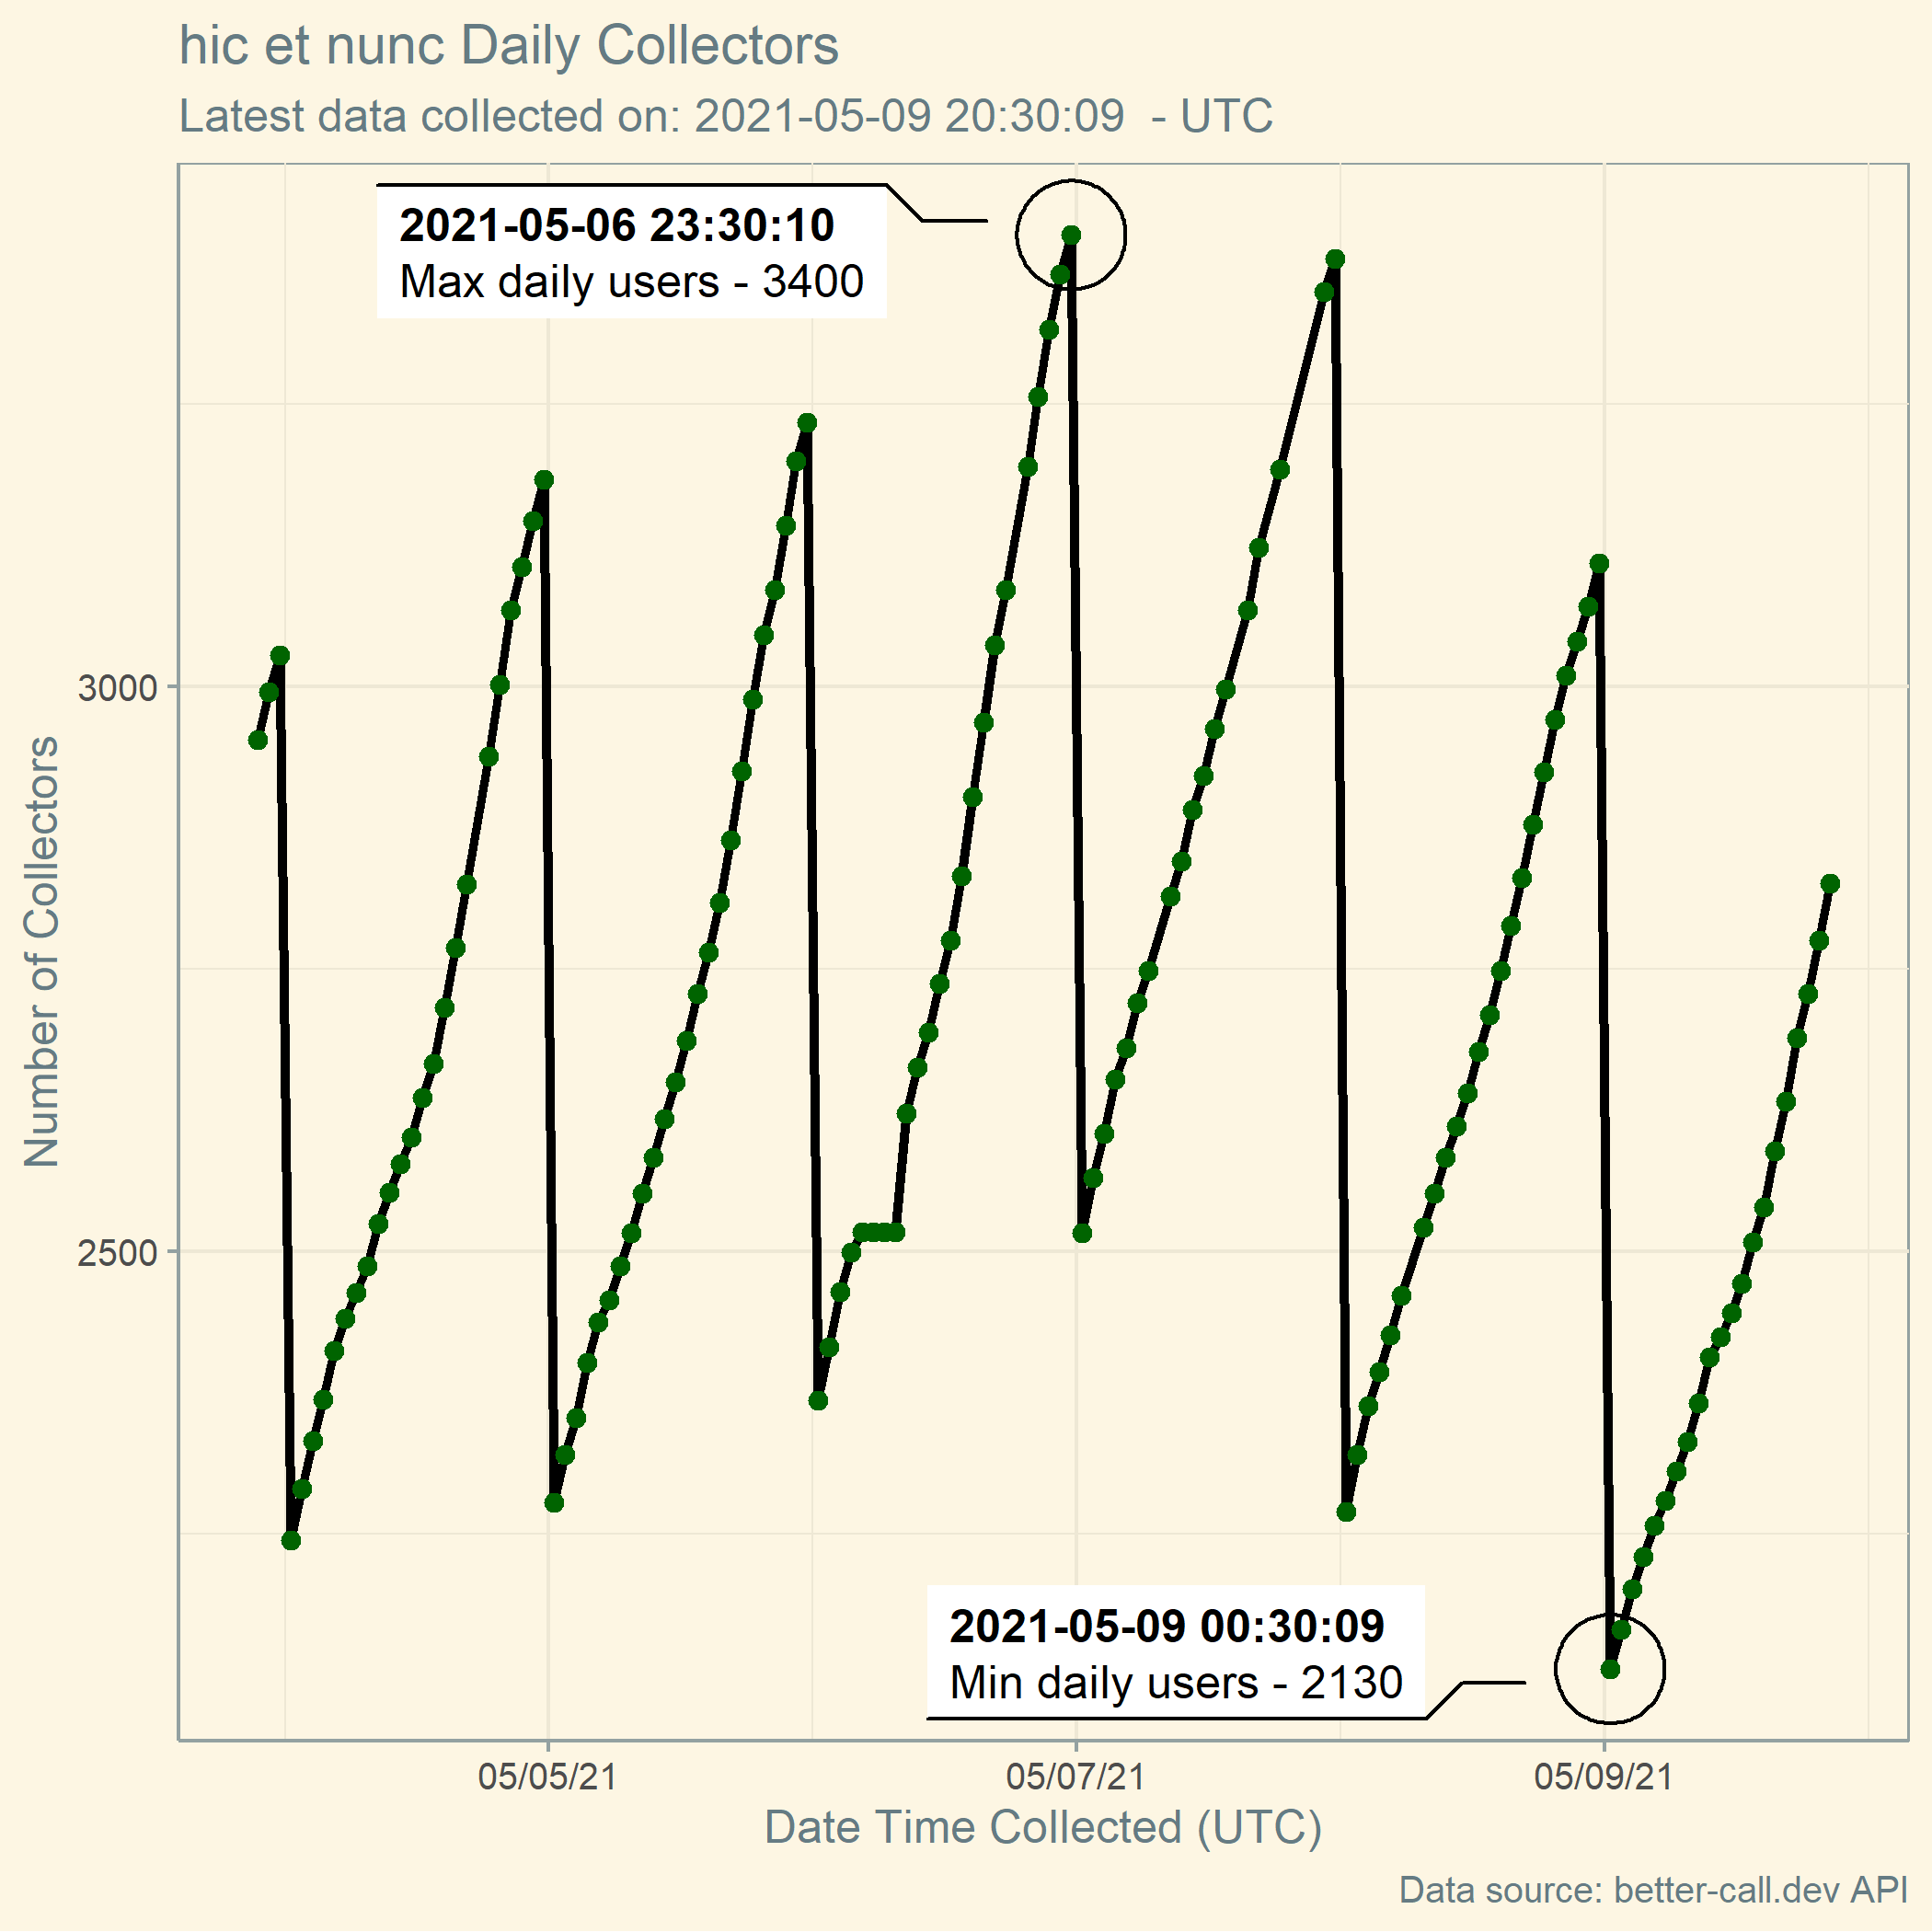 hic et nunc Daily Collectors
Latest data collected on: 2021-05-09 20:30:09  - UTC
2021-05-06 23:30:10
Max daily users - 3400
3000
2500
Number of Collectors
2021-05-09 00:30:09
Min daily users - 2130
05/05/21
05/07/21
05/09/21
Date Time Collected (UTC)
Data source: better-call.dev API